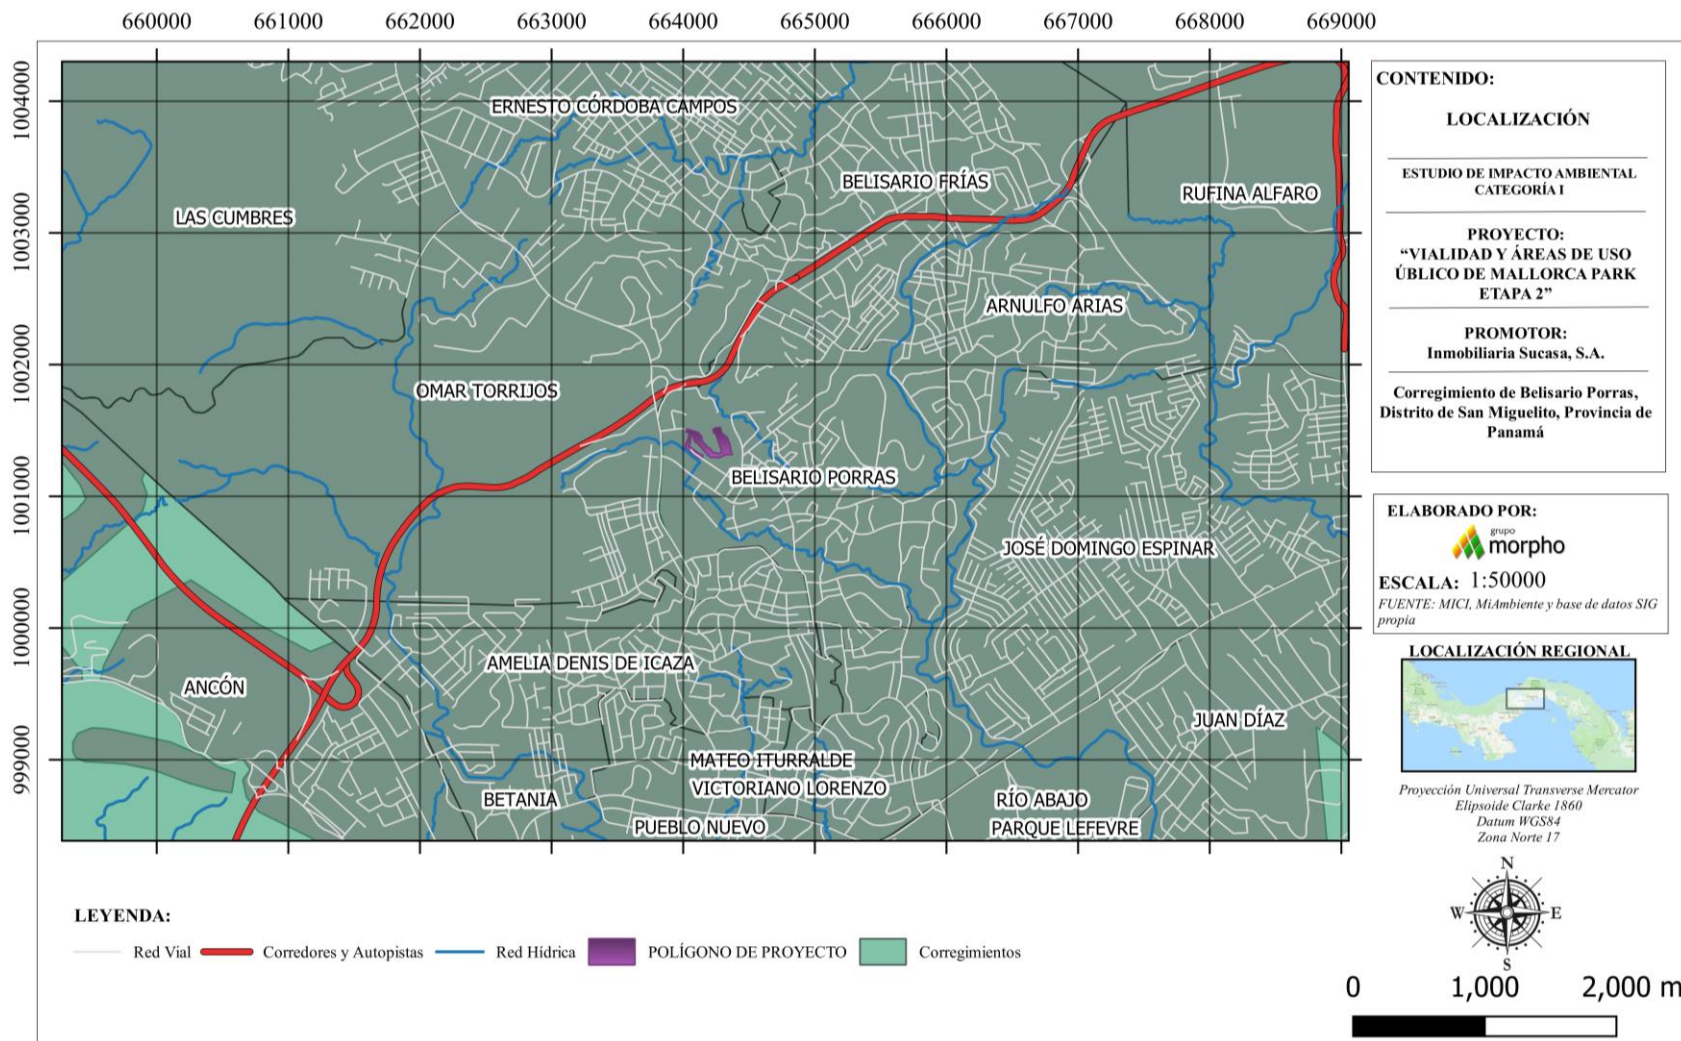 660000 661000 662000 663000 664000 665000 666000 667000 668000 669000
1004000
1003000
1002000
1001000
1000000
999000
ERNESTO CÓRDOBA CAMPOS
BELISARIO FRÍAS
RUFINA ALFARO
LAS CUMBRES
ARNULFO ARIAS
OMAR TORRIJOS
BELISARIO PORRAS
JOSÉ DOMINGO ESPINAR
AMELIA DENIS DE ICAZA
ANCÓN
JUAN DÍAZ
MATEO ITURRALDE
VICTORIANO LORENZO
BETANIA
RÍO ABAJO
PUEBLO NUEVO
PARQUE LEFEVRE
CONTENIDO:
LOCALIZACIÓN
ESTUDIO DE IMPACTO AMBIENTAL
CATEGORÍA I
PROYECTO:
“VIALIDAD Y ÁREAS DE USO
ÚBLICO DE MALLORCA PARK
ETAPA 2”
PROMOTOR:
Inmobiliaria Sucasa, S.A.
Corregimiento de Belisario Porras,
Distrito de San Miguelito, Provincia de
Panamá
ELABORADO POR:
grupo
morpho
ESCALA: 1:50000
FUENTE: MICI, MiAmbiente y base de datos SIG
propia
LOCALIZACIÓN REGIONAL
Proyección Universal Transverse Mercator
Elipsoide Clarke 1860
Datum WGS84
Zona Norte 17
N
W E
S
0 1,000 2,000 m
LEYENDA:
Red Vial Corredores y Autopistas Red Hídrica POLÍGONO DE PROYECTO Corregimientos